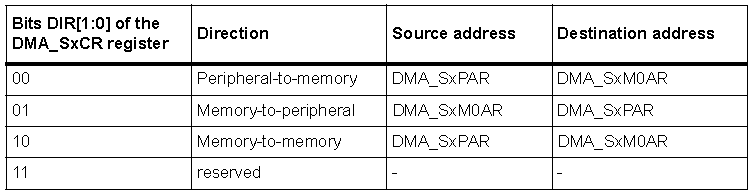 Bits DIR[1:0] of the DMA_SxCR register Direction Source address Destination address
00 Peripheral-to-memory DMA_SxPAR DMA_SxM0AR
01 Memory-to-peripheral DMA_SxM0AR DMA_SxPAR
10 Memory-to-memory DMA_SxPAR DMA_SxM0AR
11 reserved - -